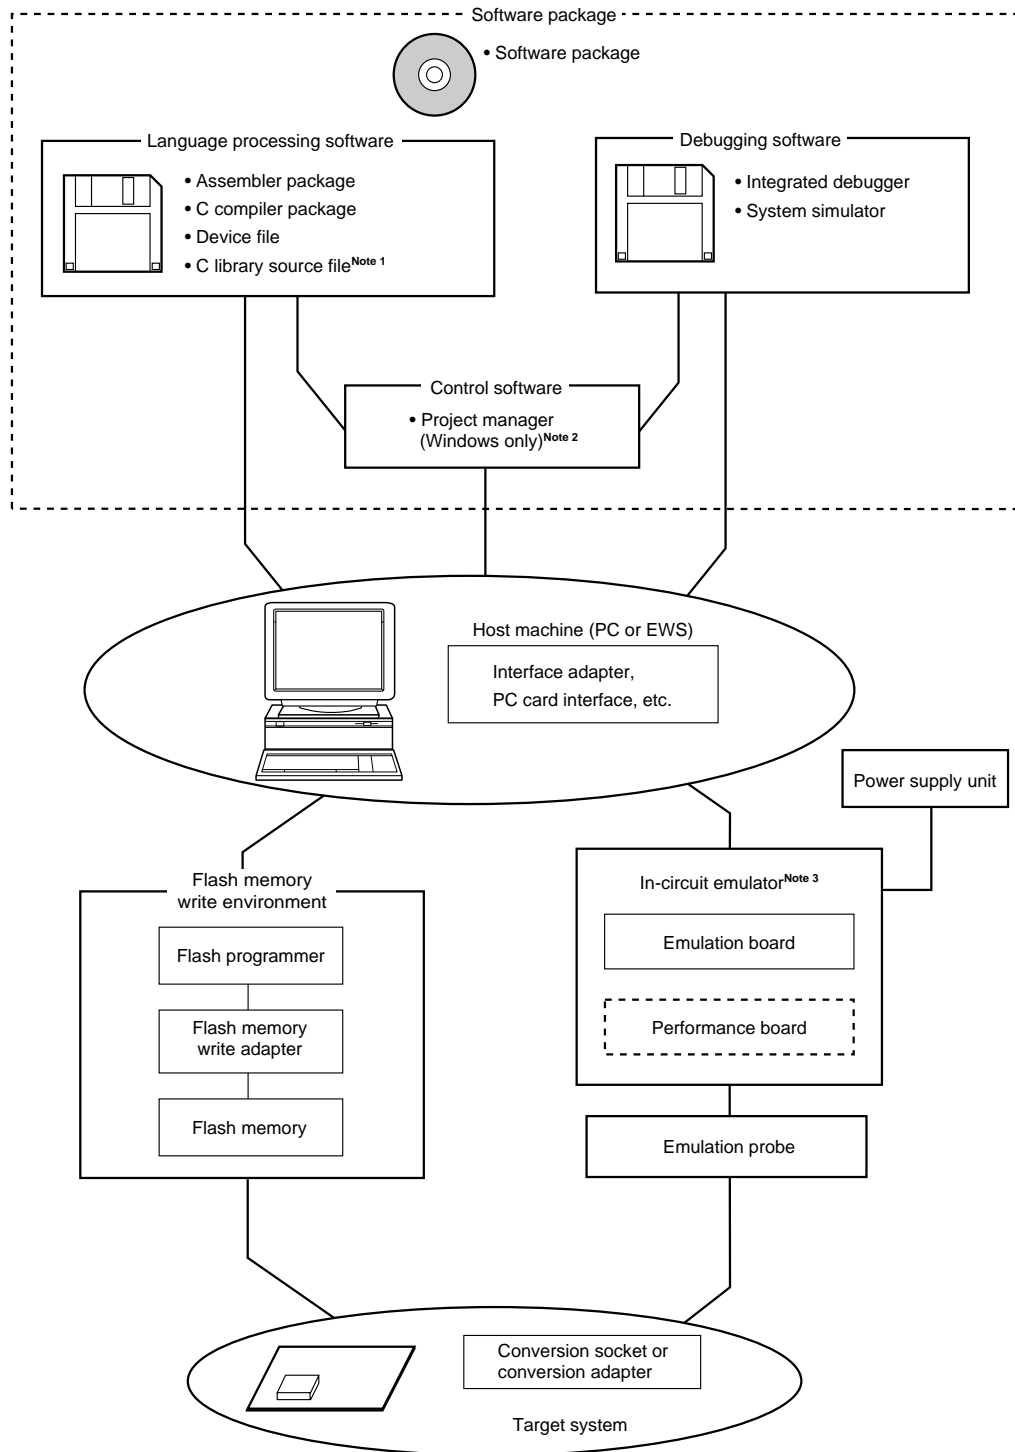 Software package
• Software package
Language processing software
• Assembler package
• C compiler package
• Device file
• C library source fileNote 1
Debugging software
• Integrated debugger
• System simulator
Control software
• Project manager
(Windows only)Note 2
Host machine (PC or EWS)
Interface adapter,
PC card interface, etc.
Power supply unit
Flash memory
write environment
Flash programmer
Flash memory
write adapter
Flash memory
In-circuit emulatorNote 3
Emulation board
Performance board
Emulation probe
Conversion socket or
conversion adapter
Target system